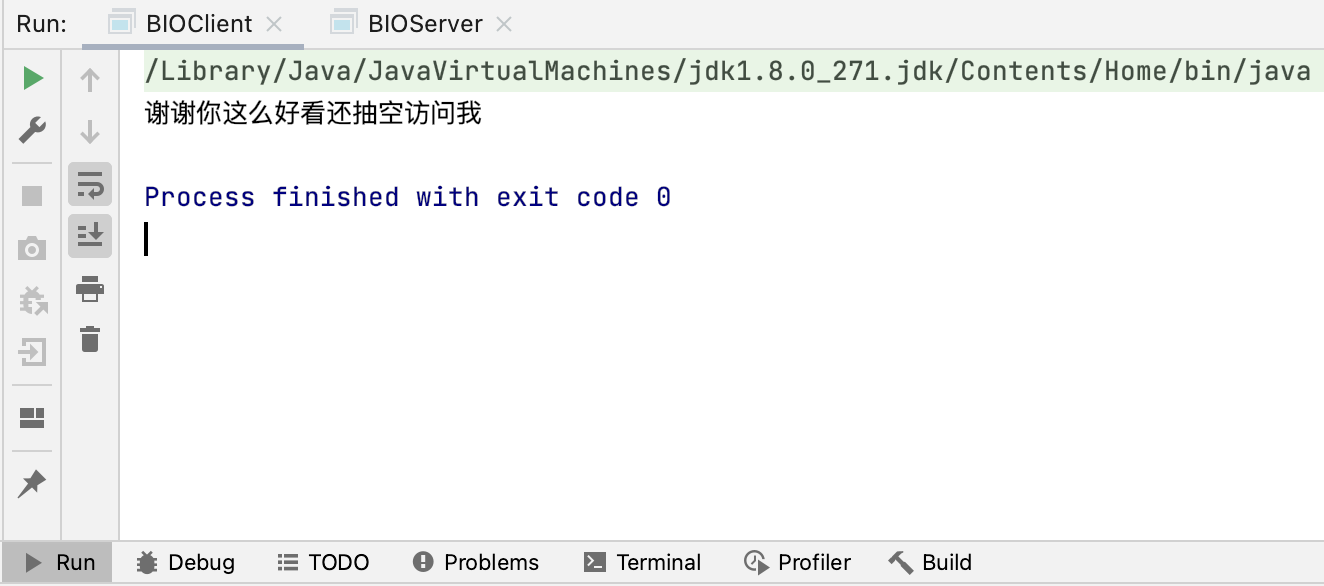 Run: BIOClient BIOServer
/Library/Java/JavaVirtualMachines/jdk1.8.0_271.jdk/Contents/Home/bin/java
谢谢你这么好看还抽空访问我
Process finished with exit code 0
Run Debug TODO Problems Terminal Profiler Build